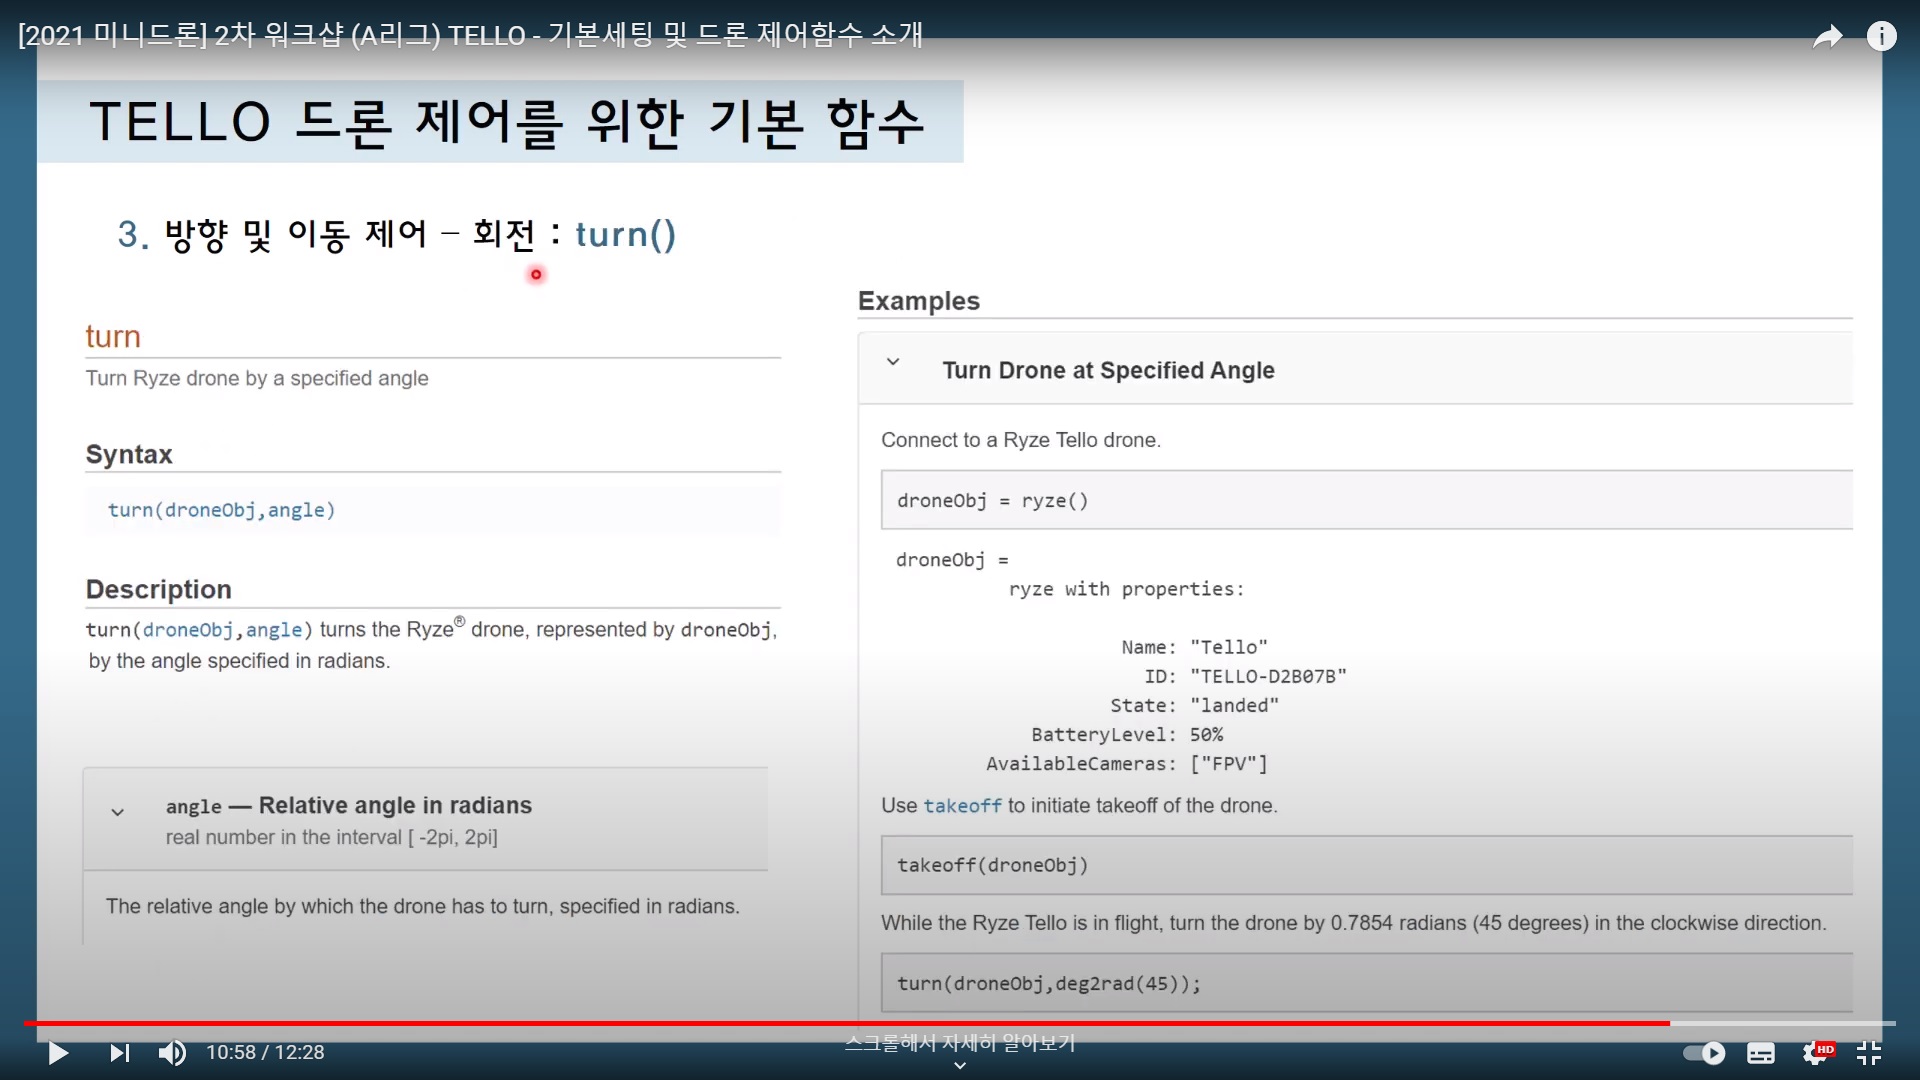 [2021 미니드론] 2차 워크샵 (A리그) TELLO - 기본세팅 및 드론 제어함수 소개
TELLO 드론 제어를 위한 기본 함수
3. 방향 및 이동 제어 – 회전 : turn()
turn
Turn Ryze drone by a specified angle
Syntax
turn(droneObj,angle)
Description
turn(droneObj,angle) turns the Ryze® drone, represented by droneObj,
by the angle specified in radians.
angle — Relative angle in radians
real number in the interval [ -2pi, 2pi]
The relative angle by which the drone has to turn, specified in radians.
Examples
Turn Drone at Specified Angle
Connect to a Ryze Tello drone.
droneObj = ryze()
droneObj =
ryze with properties:
Name: "Tello"
ID: "TELLO-D2B07B"
State: "landed"
BatteryLevel: 50%
AvailableCameras: ["FPV"]
Use takeoff to initiate takeoff of the drone.
takeoff(droneObj)
While the Ryze Tello is in flight, turn the drone by 0.7854 radians (45 degrees) in the clockwise direction.
turn(droneObj,deg2rad(45));
스크롤해서 자세히 알아보기
10:58 / 12:28
HD